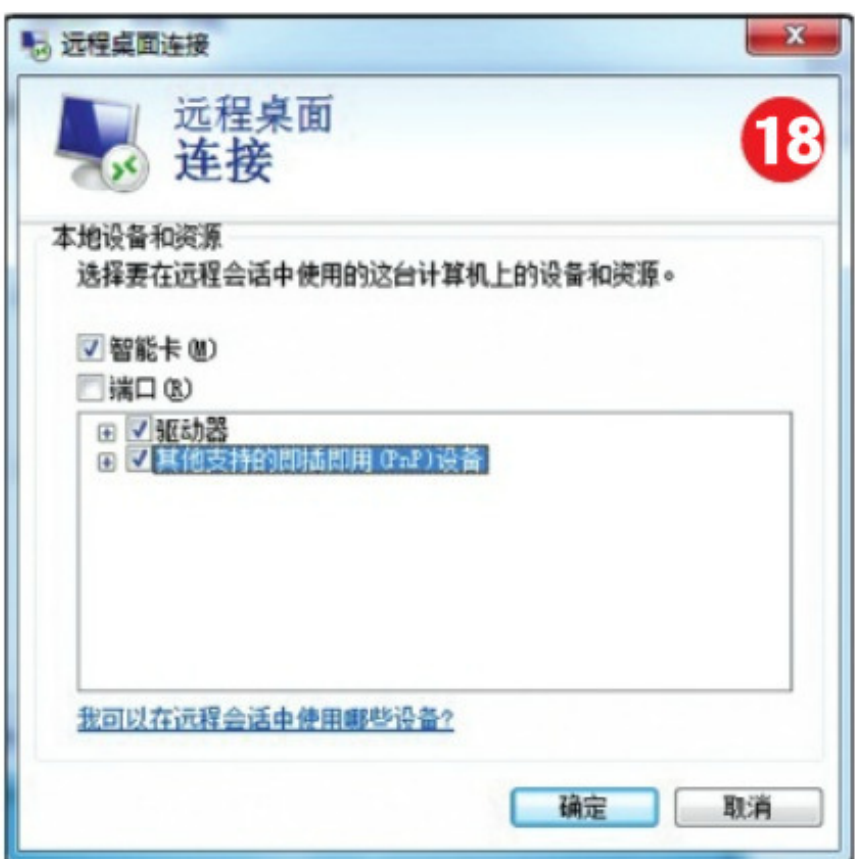 远程桌面连接
远程桌面
连接
18
本地设备和资源
选择要在远程会话中使用的这台计算机上的设备和资源。
智能卡(M)
端口(R)
驱动器
其他支持的即插即用(PnP)设备
我可以在远程会话中使用哪些设备?
确定
取消